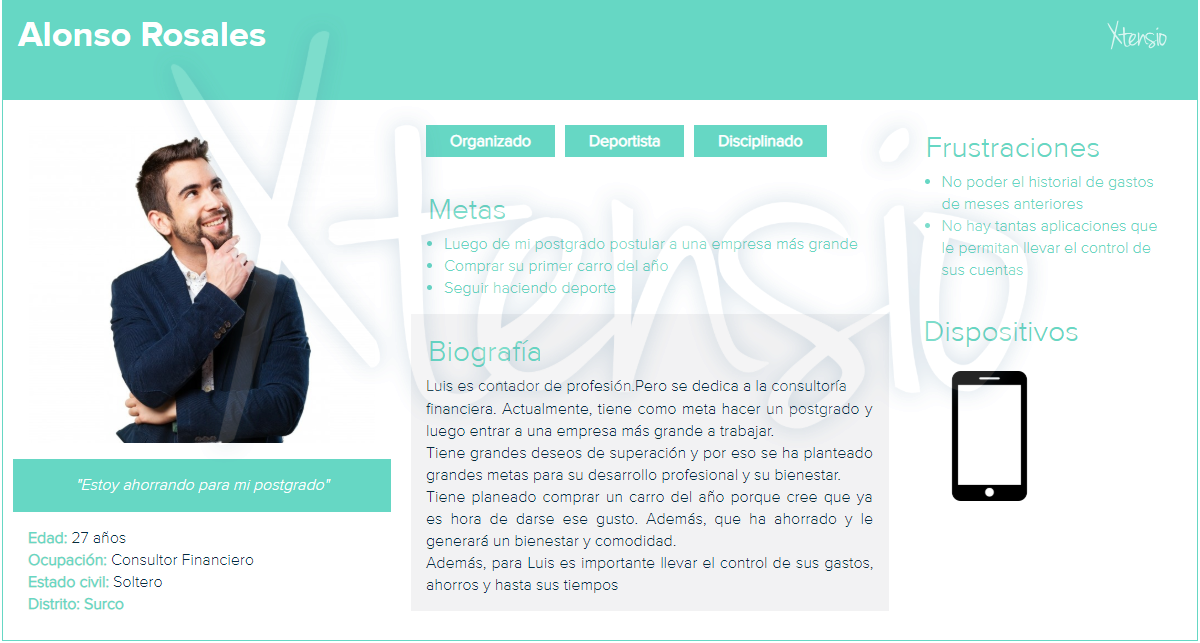 Alonso Rosales
Xtensio
Organizado
Deportista
Disciplinado
Metas
• Luego de mi postgrado postular a una empresa más grande
• Comprar su primer carro del año
• Seguir haciendo deporte
Biografía
Luis es contador de profesión.Pero se dedica a la consultoría
financiera. Actualmente, tiene como meta hacer un postgrado y
luego entrar a una empresa más grande a trabajar.
Tiene grandes deseos de superación y por eso se ha planteado
grandes metas para su desarrollo profesional y su bienestar.
Tiene planeado comprar un carro del año porque cree que ya
es hora de darse ese gusto. Además, que ha ahorrado y le
generará un bienestar y comodidad.
Además, para Luis es importante llevar el control de sus gastos,
ahorros y hasta sus tiempos
Frustraciones
• No poder el historial de gastos
de meses anteriores
• No hay tantas aplicaciones que
le permitan llevar el control de
sus cuentas
Dispositivos
"Estoy ahorrando para mi postgrado"
Edad: 27 años
Ocupación: Consultor Financiero
Estado civil: Soltero
Distrito: Surco
Xtensio